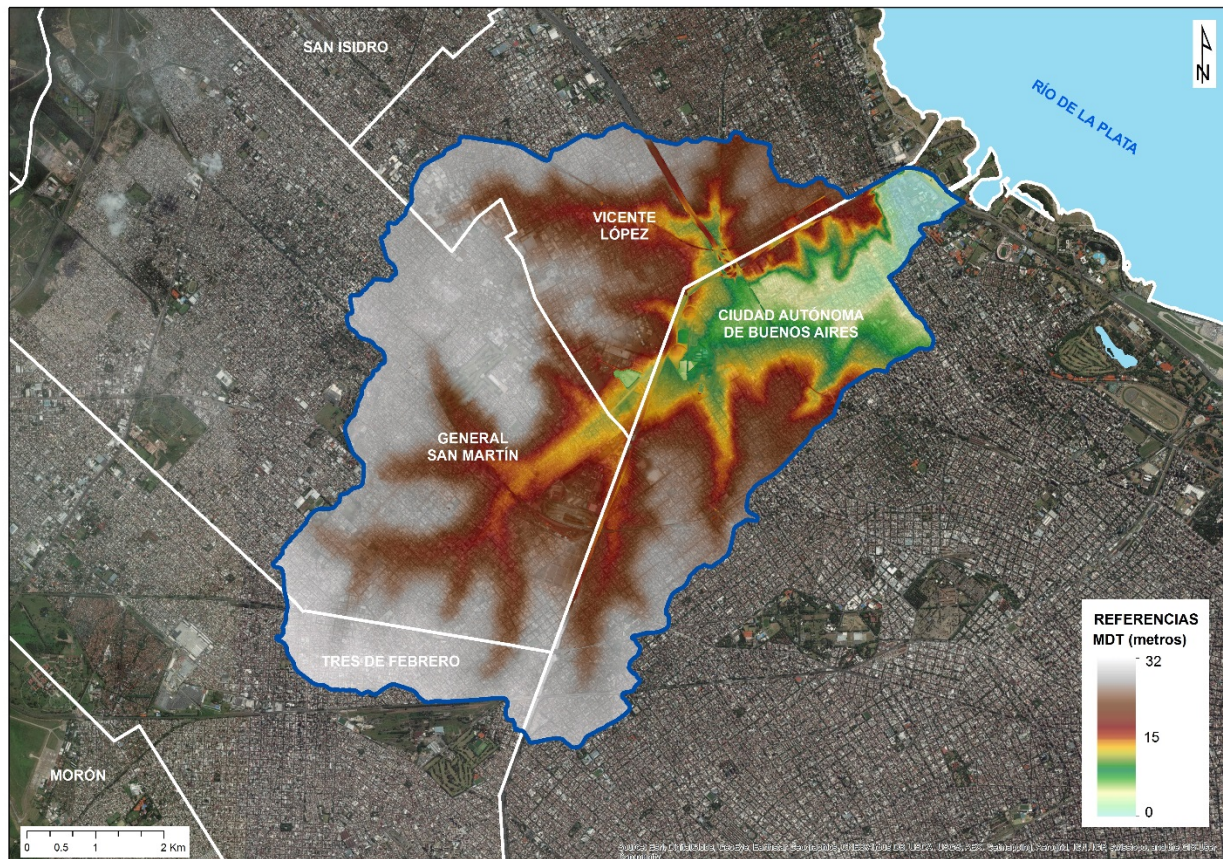 SAN ISIDRO
N
RÍO DE LA PLATA
VICENTE
LÓPEZ
CIUDAD AUTÓNOMA
DE BUENOS AIRES
GENERAL
SAN MARTÍN
TRES DE FEBRERO
MORÓN
REFERENCIAS
MDT (metros)
32
15
0
0 0.5 1 2 Km